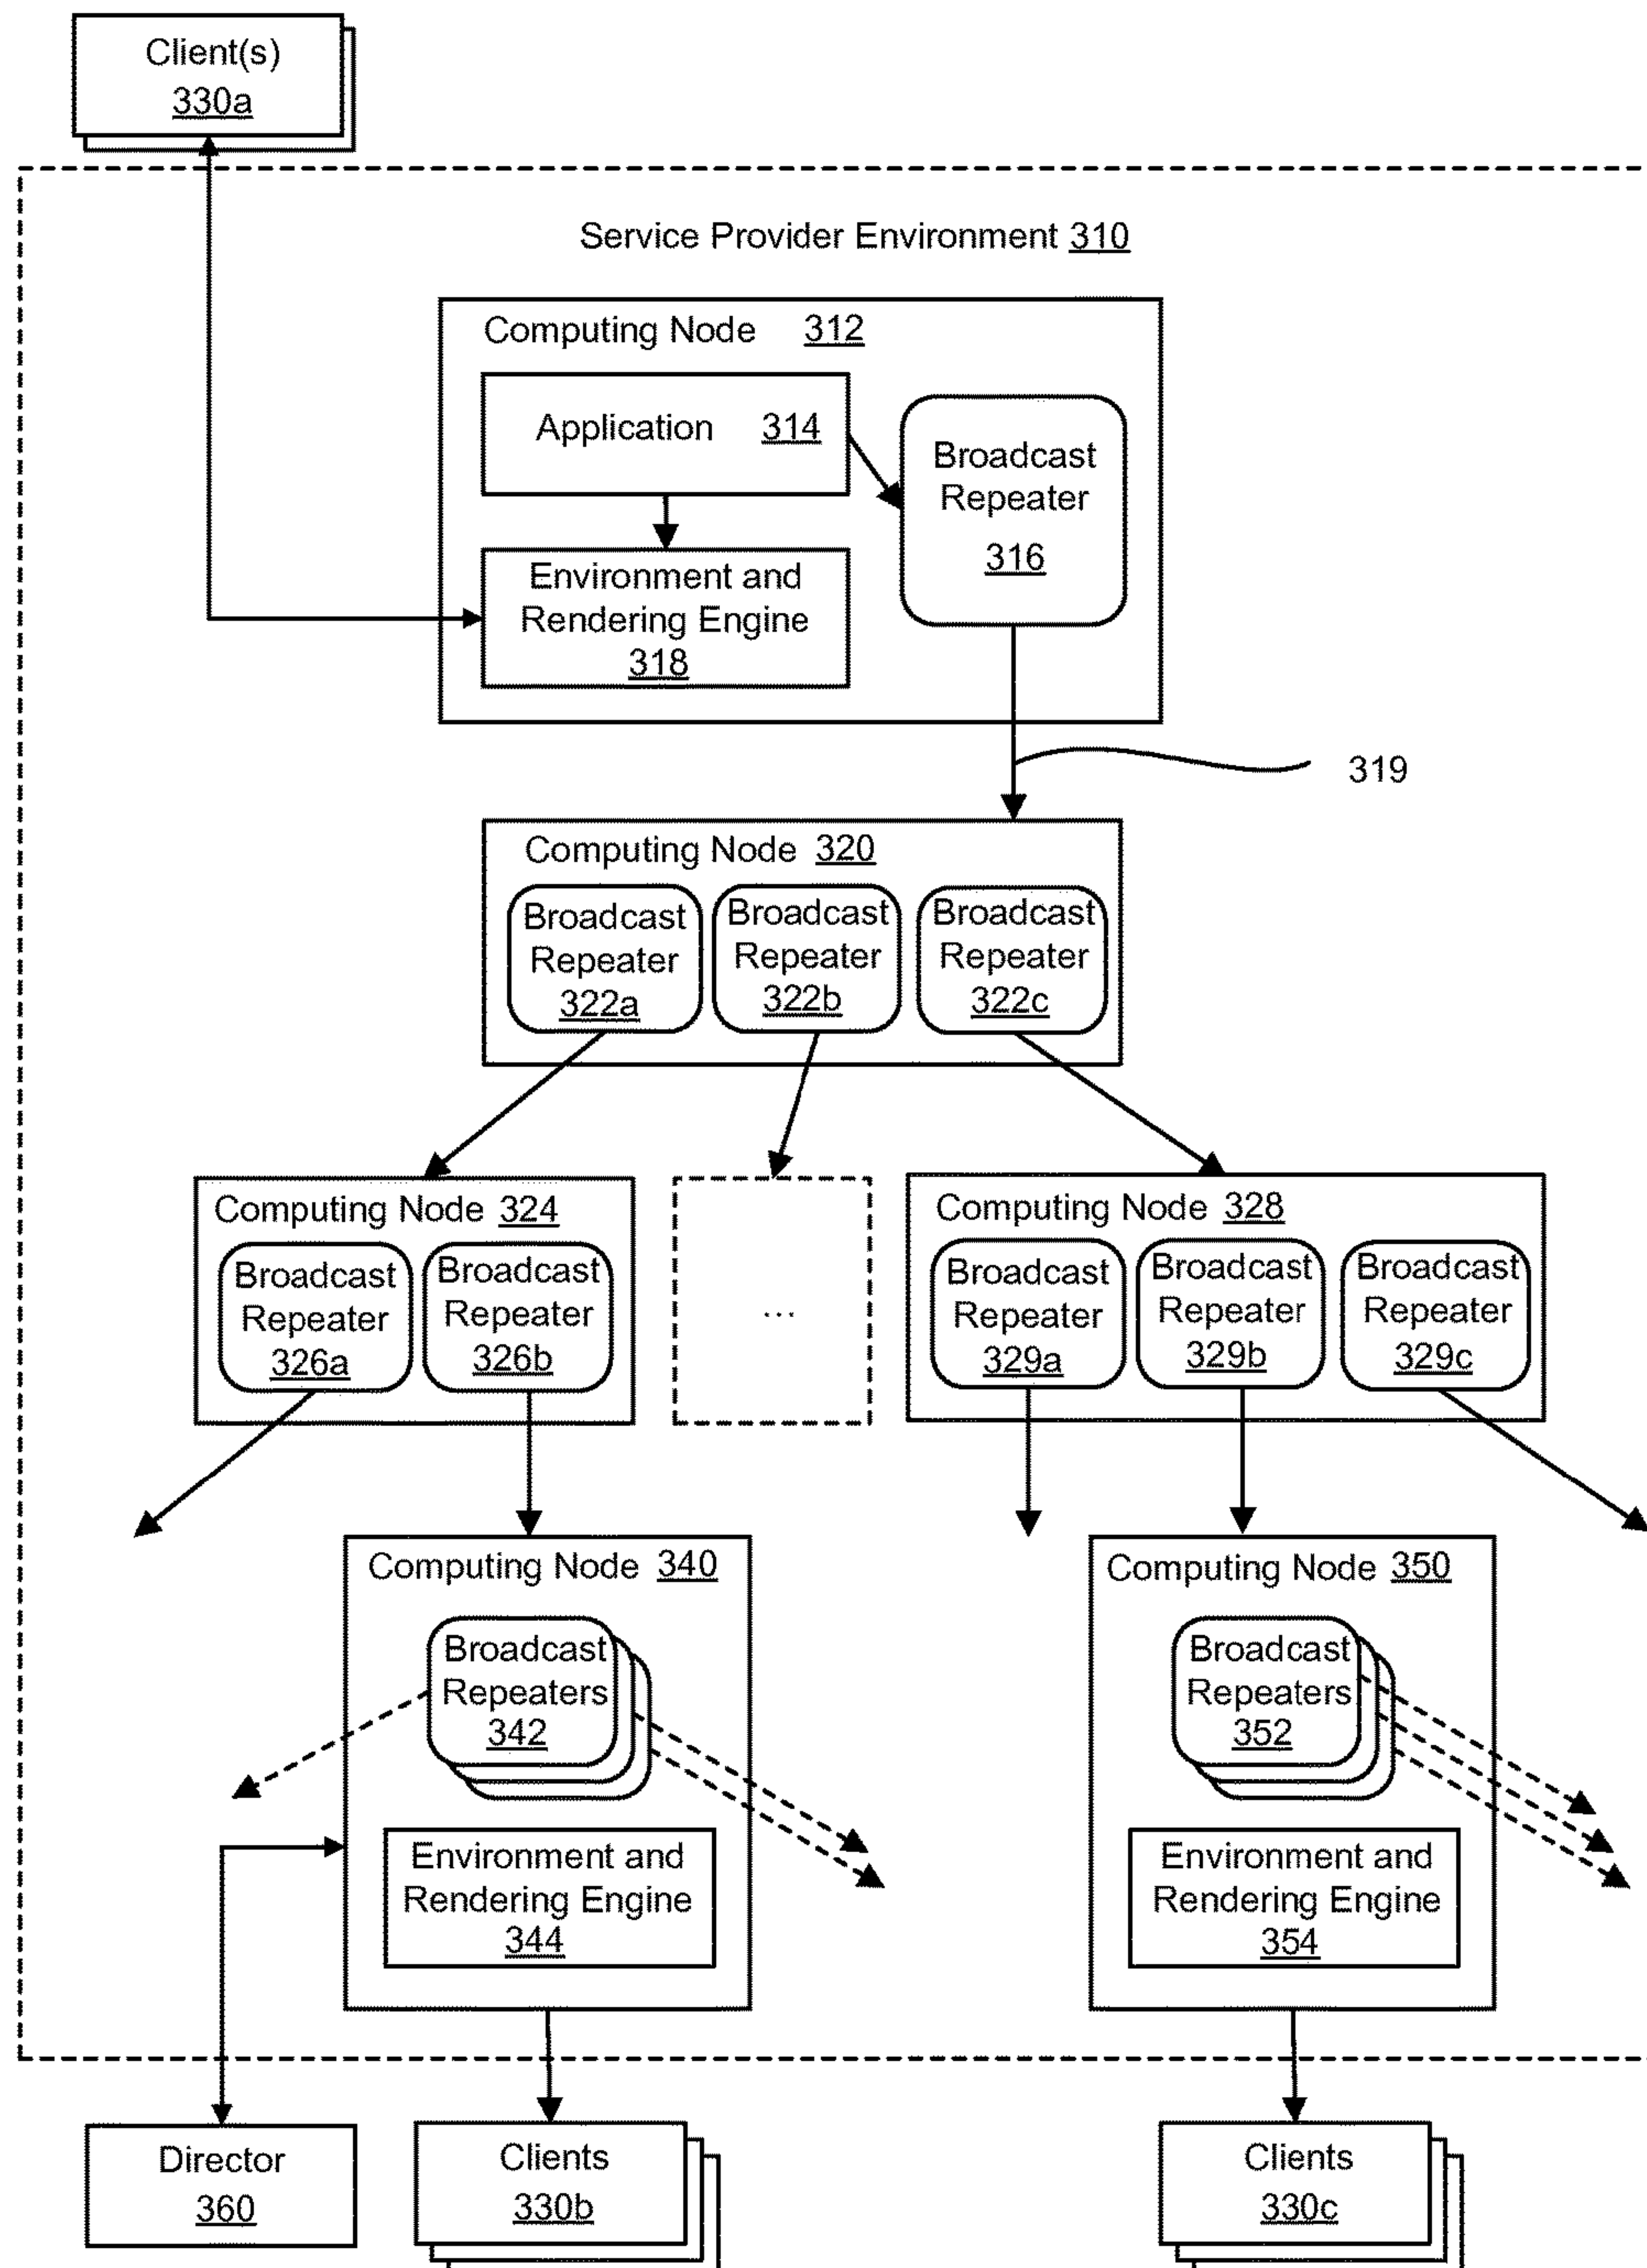 Client(s)
330a
Service Provider Environment 310
Computing Node 312
Application 314
Broadcast
Repeater
316
Environment and
Rendering Engine
318
319
Computing Node 320
Broadcast
Repeater
322a
Broadcast
Repeater
322b
Broadcast
Repeater
322c
Computing Node 324
Broadcast
Repeater
326a
Broadcast
Repeater
326b
...
Computing Node 328
Broadcast
Repeater
329a
Broadcast
Repeater
329b
Broadcast
Repeater
329c
Computing Node 340
Broadcast
Repeaters
342
Environment and
Rendering Engine
344
Computing Node 350
Broadcast
Repeaters
352
Environment and
Rendering Engine
354
Director
360
Clients
330b
Clients
330c